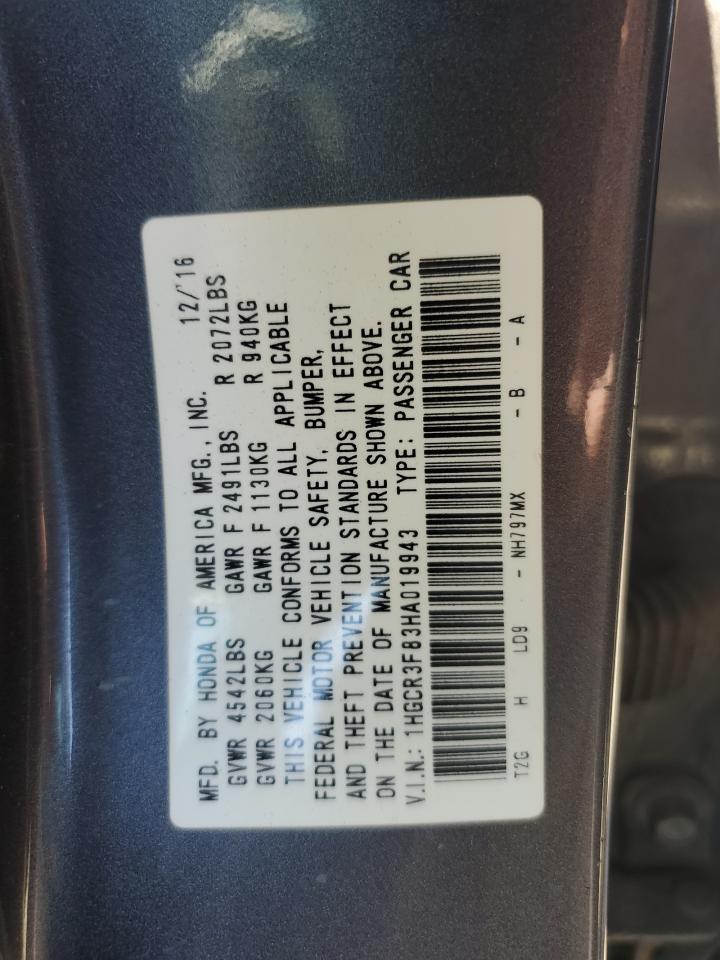 MFD. BY HONDA OF AMERICA MFG., INC. 12/'16
GVWR 4542LBS GAWR F 2491LBS R 2072LBS
GVWR 2060KG GAWR F 1130KG R 940KG
THIS VEHICLE CONFORMS TO ALL APPLICABLE
FEDERAL MOTOR VEHICLE SAFETY, BUMPER,
AND THEFT PREVENTION STANDARDS IN EFFECT
ON THE DATE OF MANUFACTURE SHOWN ABOVE.
V.I.N.: 1HGCR3F83HA019943 TYPE: PASSENGER CAR
T2G H LD9 - NH797MX - B - A